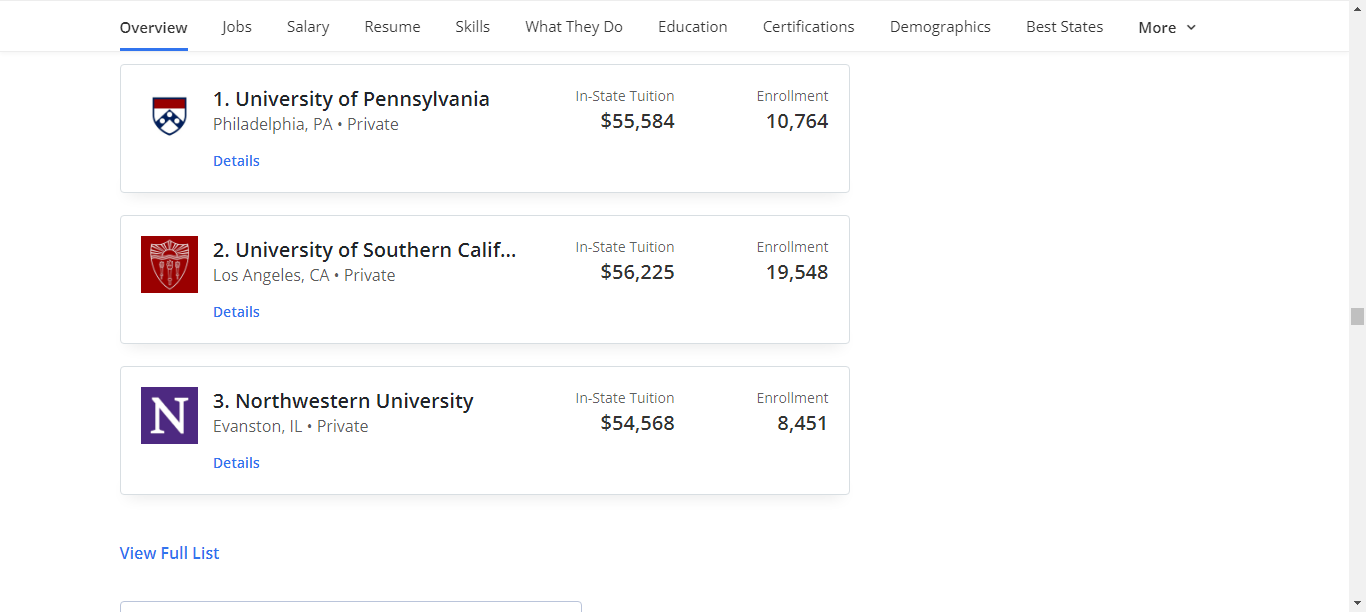 Overview Jobs Salary Resume Skills What They Do Education Certifications Demographics Best States More
1. University of Pennsylvania
Philadelphia, PA • Private
Details
In-State Tuition
$55,584
Enrollment
10,764
2. University of Southern Calif...
Los Angeles, CA • Private
Details
In-State Tuition
$56,225
Enrollment
19,548
N
3. Northwestern University
Evanston, IL • Private
Details
In-State Tuition
$54,568
Enrollment
8,451
View Full List